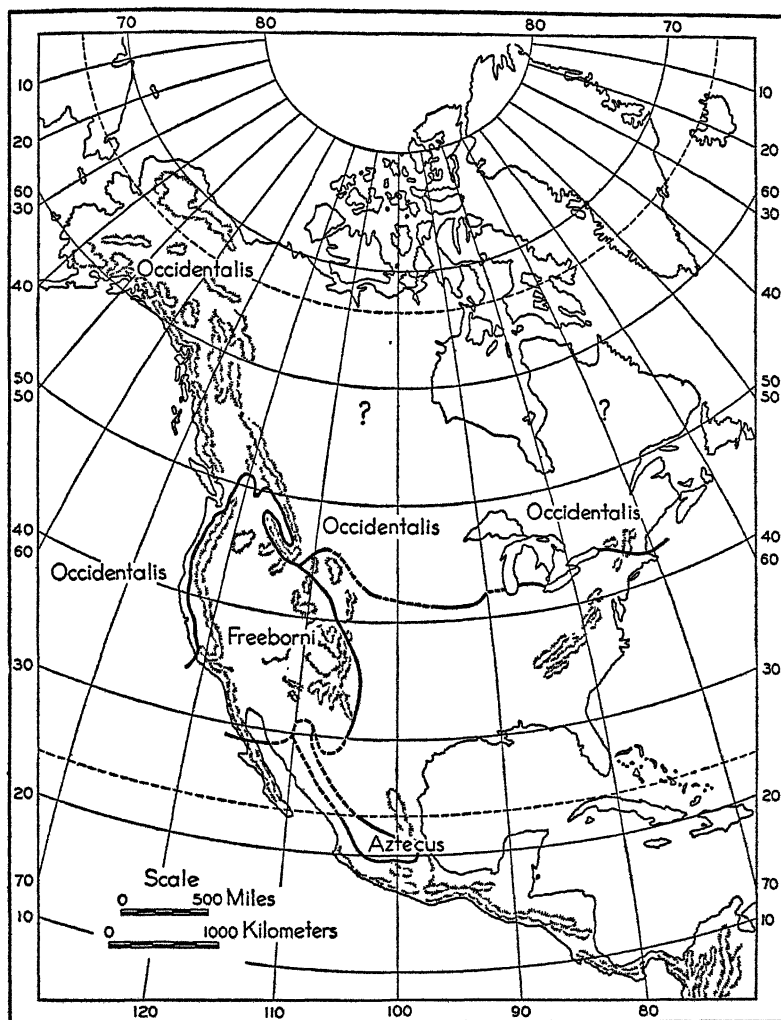 70 80 80 70
10 10
20 20
60 60
30 30
Occidentalis
40 40
50 50
50 50
? ?
Occidentalis Occidentalis
40 40
60 60
Occidentalis
Freeborni
30 30
20 20
Aztecus
Scale
70 70
0 500 Miles
10 10
0 1000 Kilometers
120 110 100 90 80